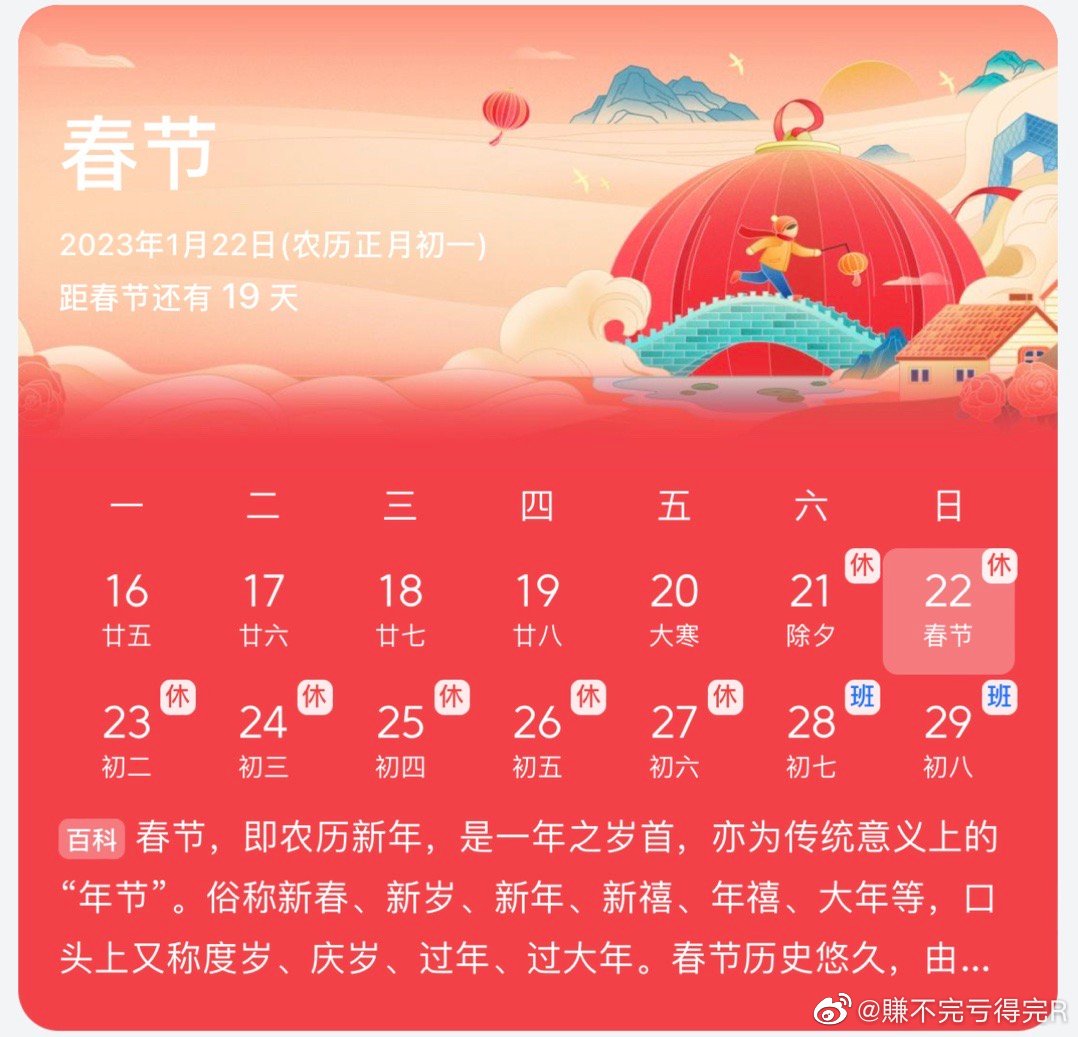 春节
2023年1月22日(农历正月初一)
距春节还有 19 天
一 二 三 四 五 六 日
休 休
16 17 18 19 20 21 22
廿五 廿六 廿七 廿八 大寒 除夕 春节
休 休 休 休 休 班 班
23 24 25 26 27 28 29
初二 初三 初四 初五 初六 初七 初八
百科 春节，即农历新年，是一年之岁首，亦为传统意义上的
“年节”。俗称新春、新岁、新年、新禧、年禧、大年等，口
头上又称度岁、庆岁、过年、过大年。春节历史悠久，由...
@赚不完亏得完R